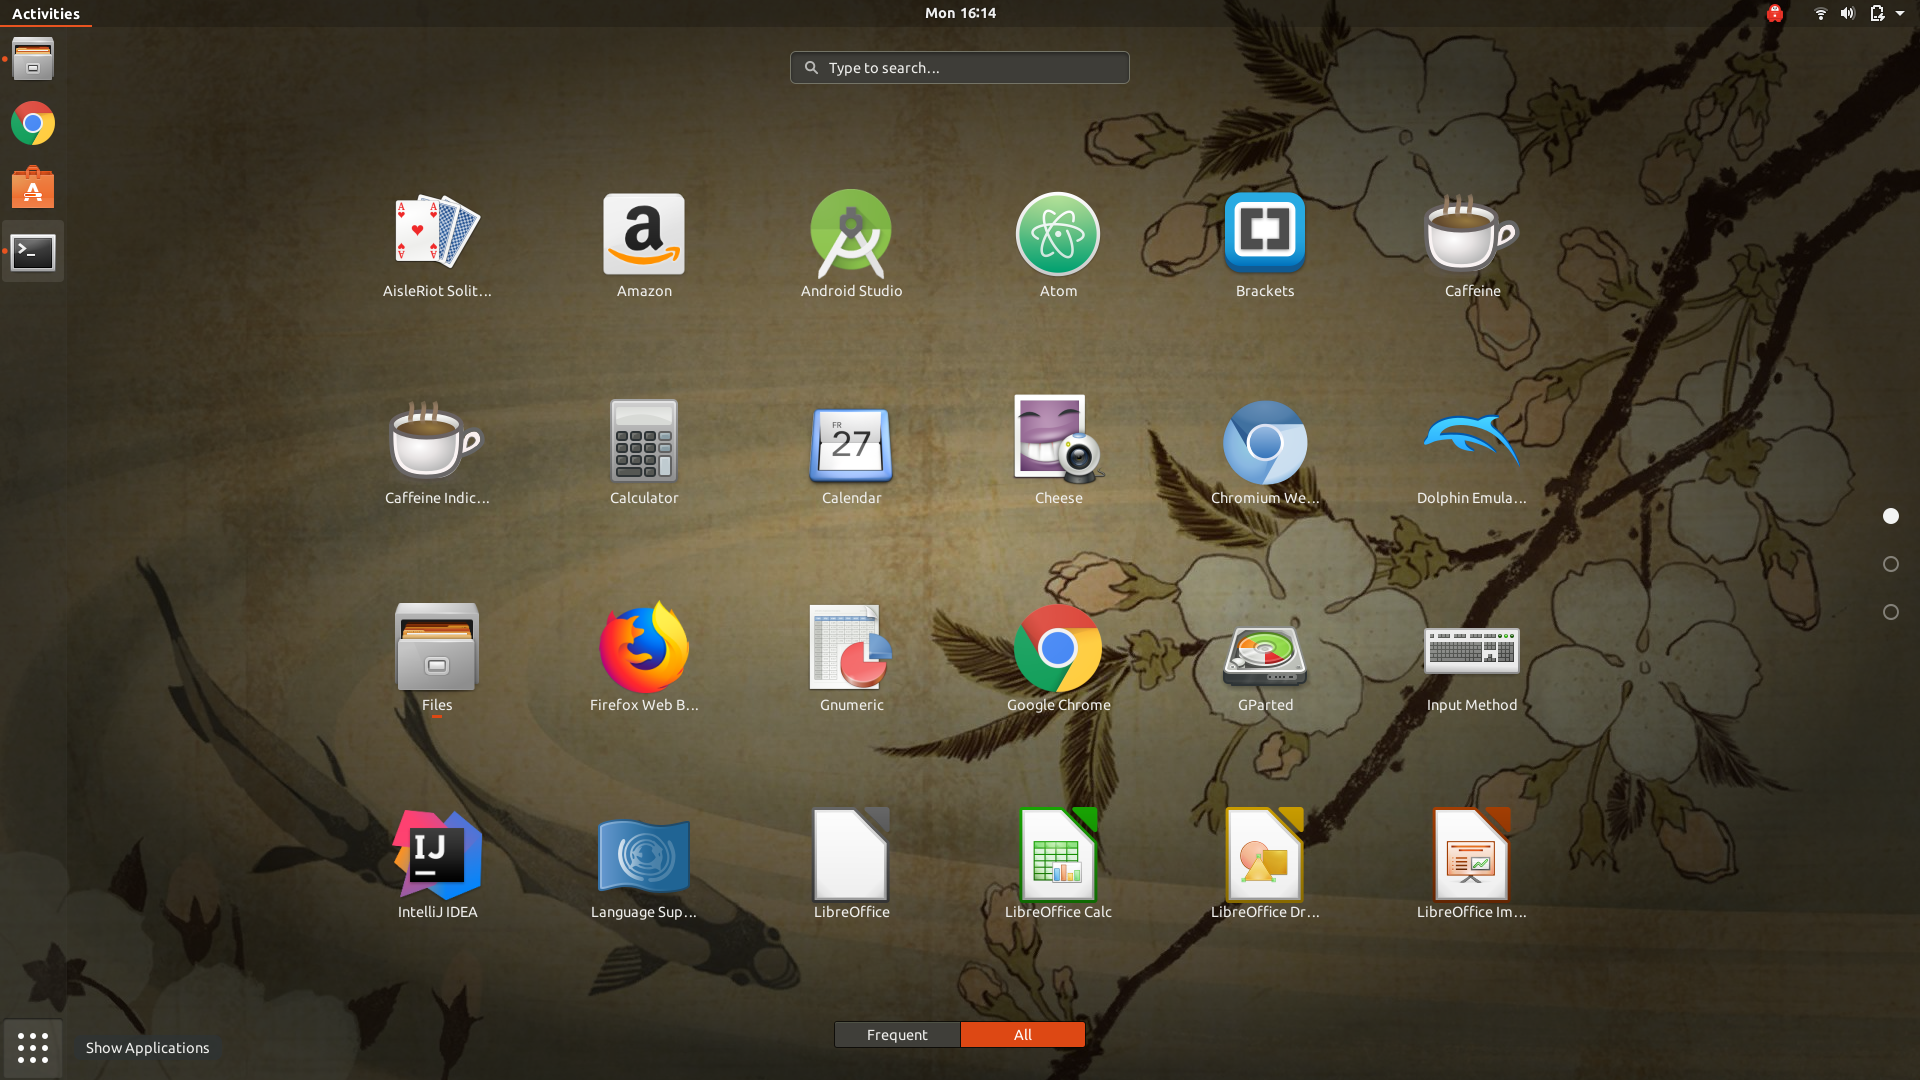 Activities
Mon 16:14
Type to search...
AisleRiot Solit...
Amazon
Android Studio
Atom
Brackets
Caffeine
Caffeine Indic...
Calculator
FR
27
Calendar
Cheese
Chromium We...
Dolphin Emula...
Files
Firefox Web B...
Gnumeric
Google Chrome
GParted
Input Method
IJ
IntelliJ IDEA
Language Sup...
LibreOffice
LibreOffice Calc
LibreOffice Dr...
LibreOffice Im...
Frequent
All
Show Applications